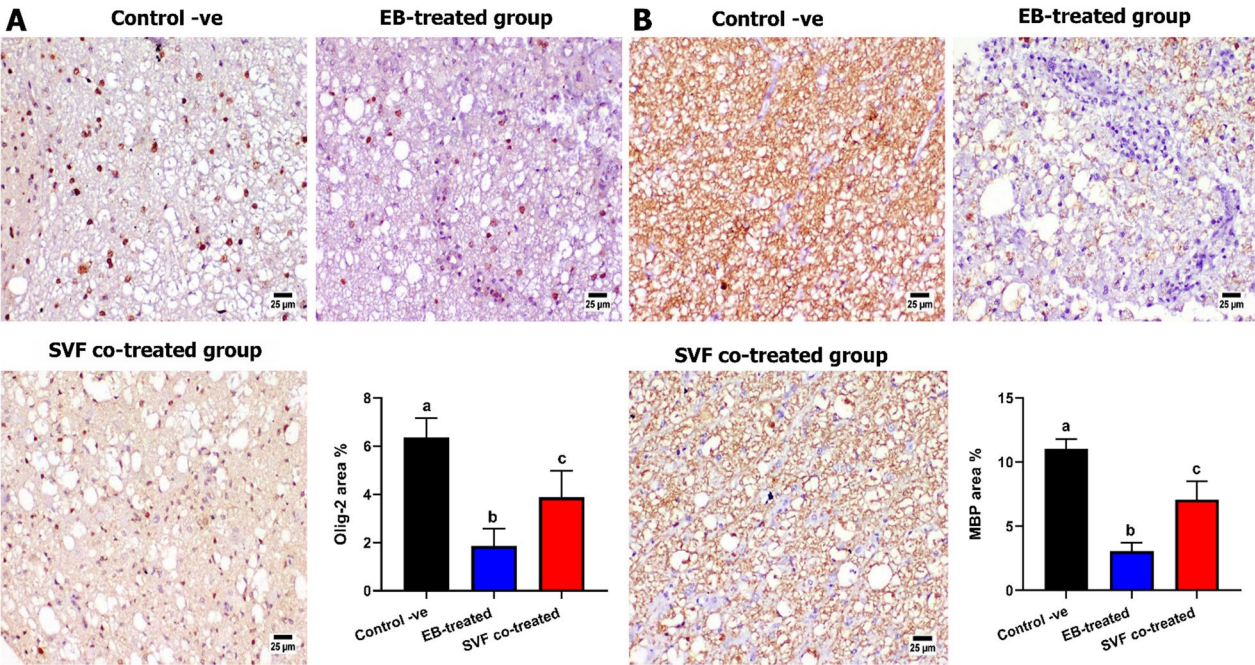 A
Control -ve
EB-treated group
B
Control -ve
EB-treated group
25 µm
25 µm
25 µm
25 µm
SVF co-treated group
25 µm
Olig-2 area %
8
6
4
2
0
a
b
c
Control -ve
EB-treated
SVF co-treated
SVF co-treated group
25 µm
MBP area %
15
10
5
0
a
b
c
Control -ve
EB-treated
SVF co-treated